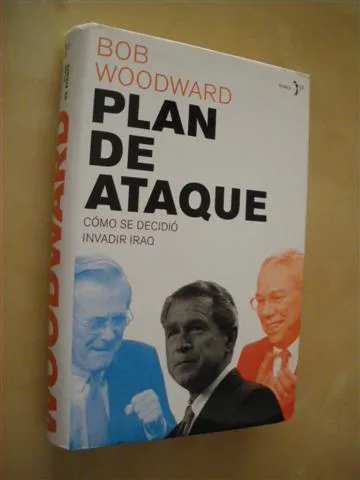 BOB
WOODWARD
PLAN
DE
ATAQUE
CÓMO SE DECIDIÓ
INVADIR IRAQ
WOODWARD